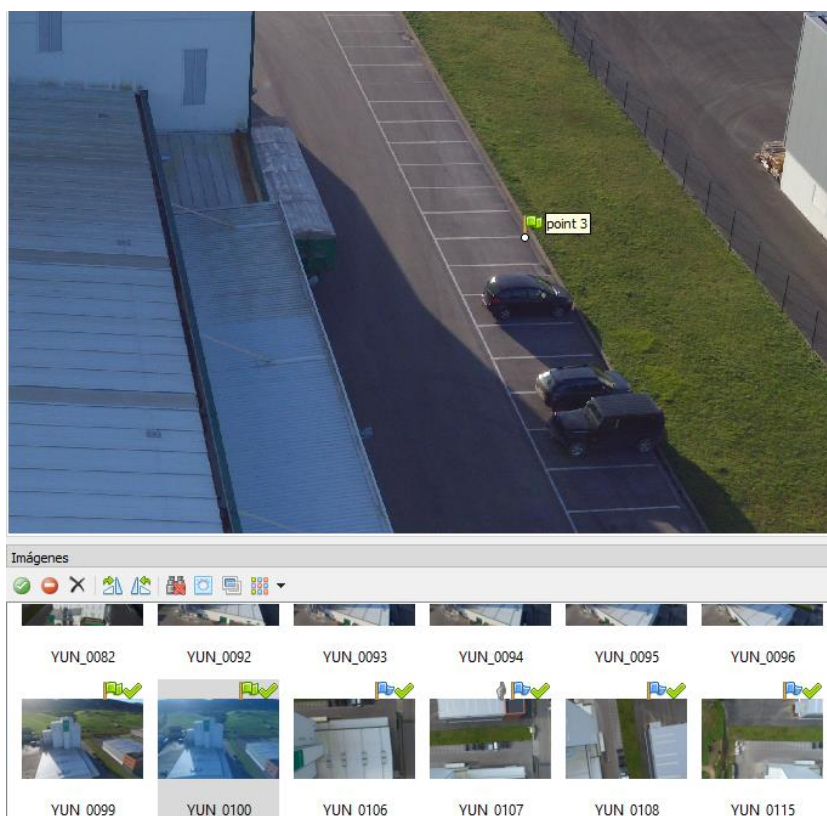 point 3
Imágenes
YUN_0082 YUN_0092 YUN_0093 YUN_0094 YUN_0095 YUN_0096
YUN_0099 YUN_0100 YUN_0106 YUN_0107 YUN_0108 YUN_0115